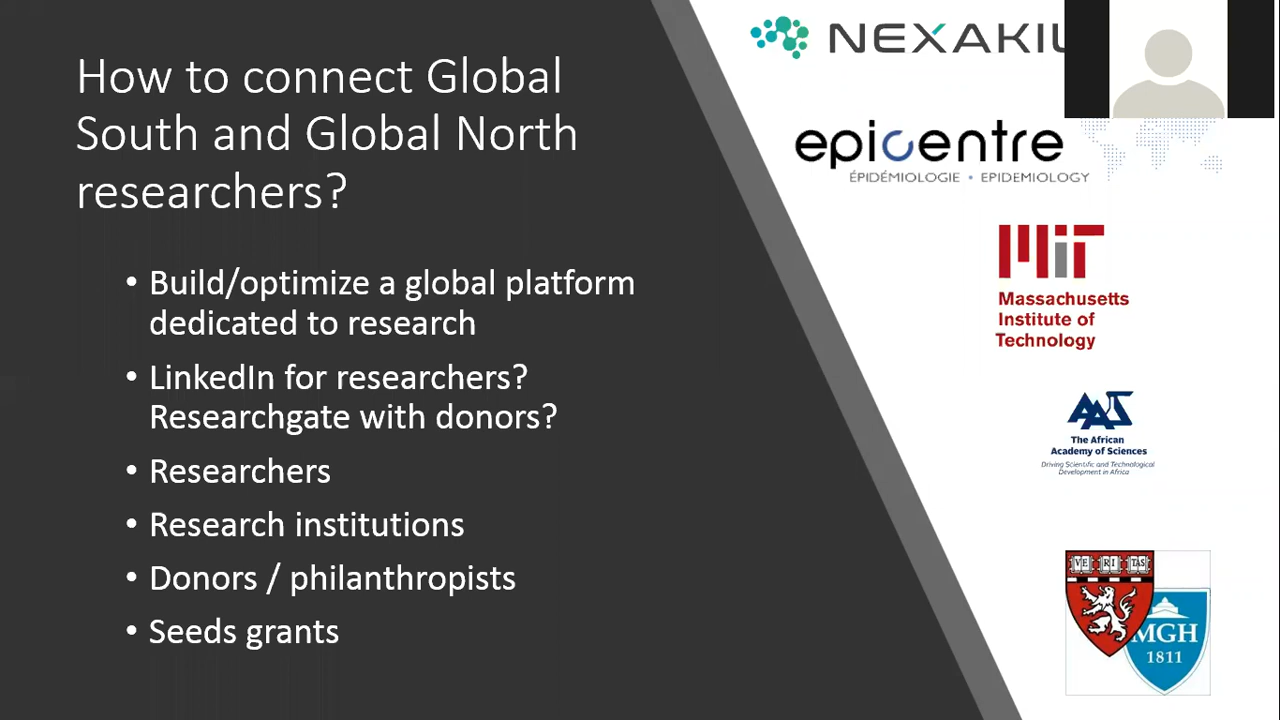 How to connect Global
South and Global North
researchers?
• Build/optimize a global platform
dedicated to research
• LinkedIn for researchers?
Researchgate with donors?
• Researchers
• Research institutions
• Donors / philanthropists
• Seeds grants
epicentre
ÉPIDÉMIOLOGIE • EPIDEMIOLOGY
MIT
Massachusetts
Institute of
Technology
AAS
The African
Academy of Sciences
Driving Scientific and Technological
Development in Africa
VE RI TAS
MGH
1811